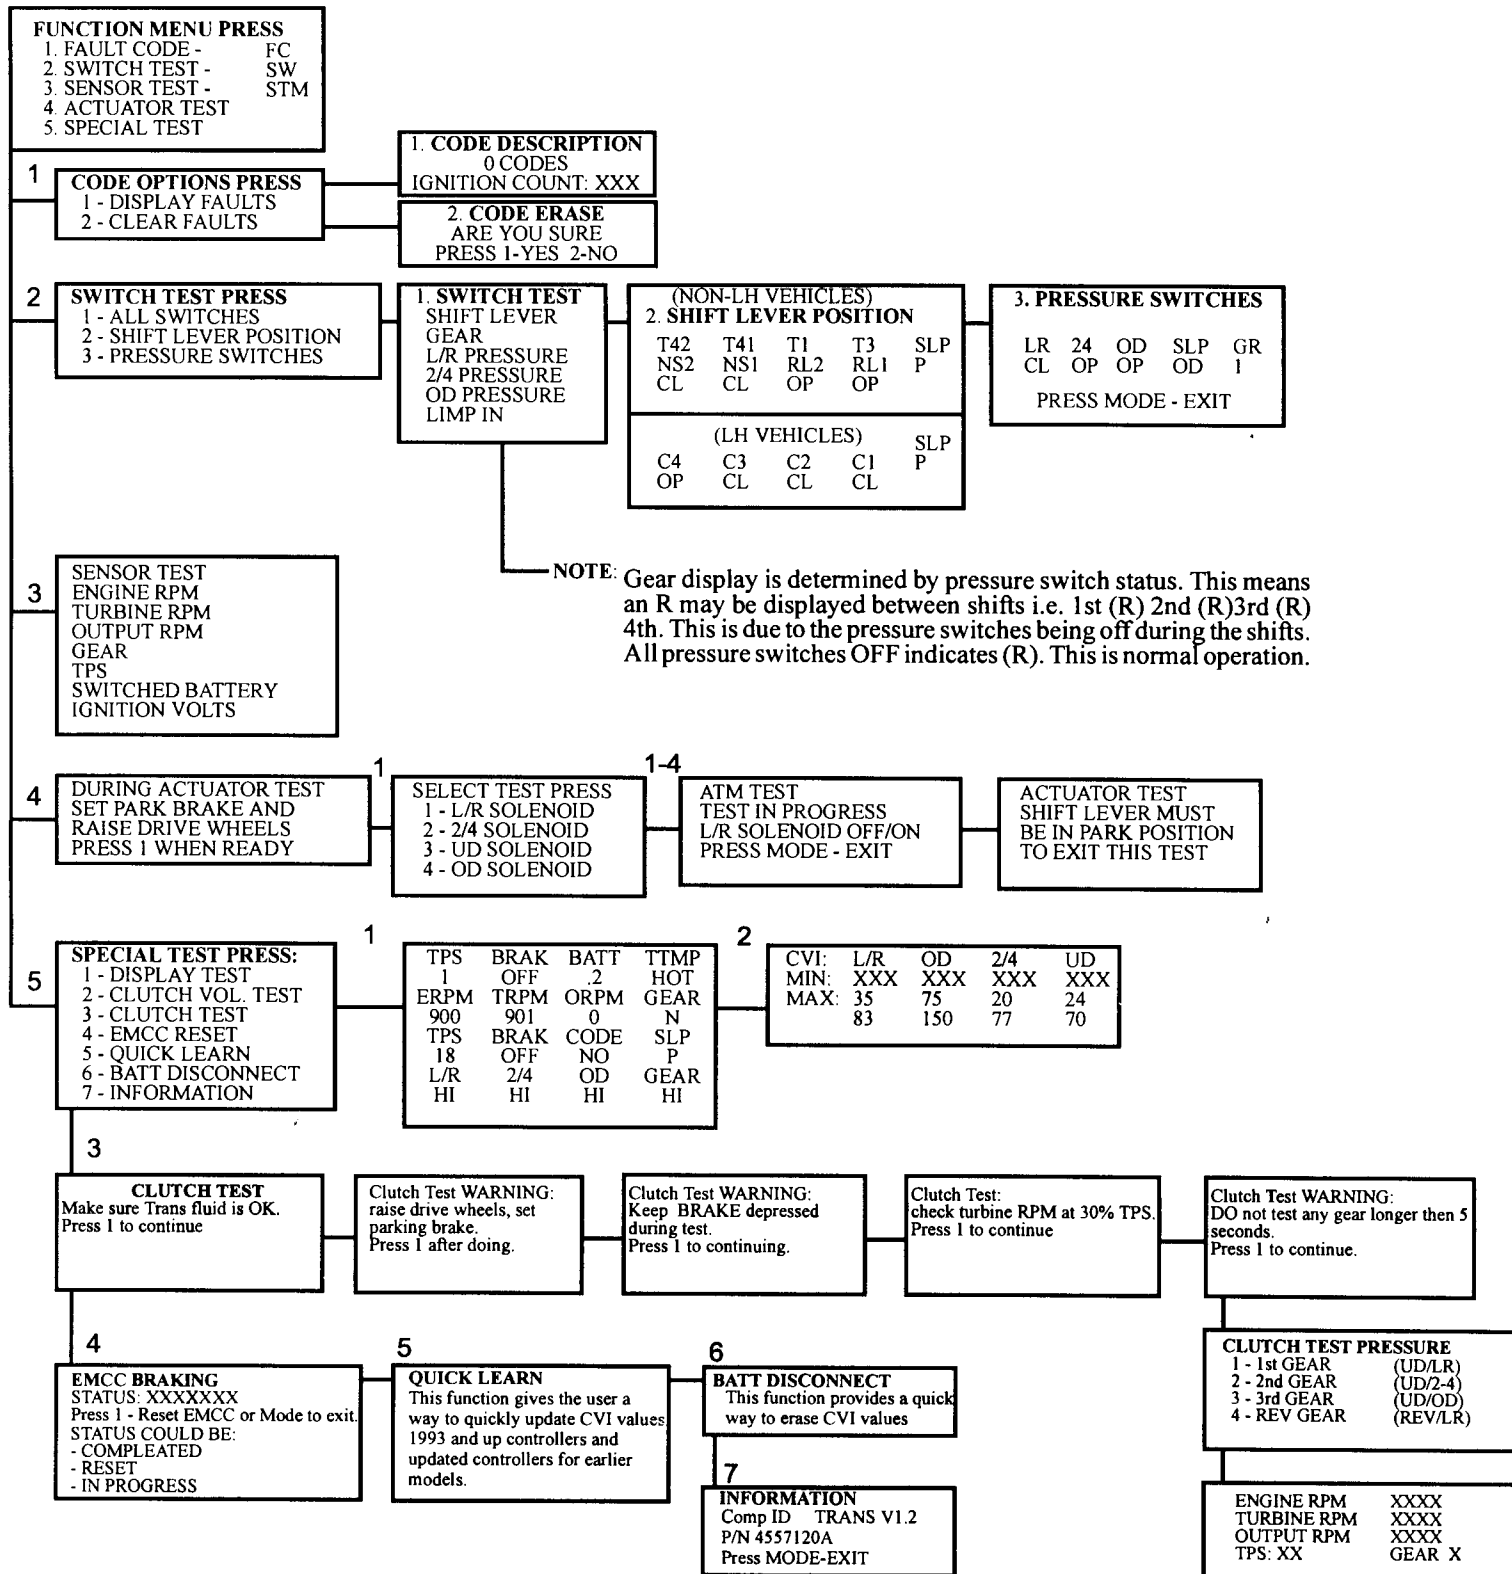 FUNCTION MENU PRESS
1. FAULT CODE - FC
2. SWITCH TEST - SW
3. SENSOR TEST - STM
4. ACTUATOR TEST
5. SPECIAL TEST
1
CODE OPTIONS PRESS
1 - DISPLAY FAULTS
2 - CLEAR FAULTS
1. CODE DESCRIPTION
0 CODES
IGNITION COUNT: XXX
2. CODE ERASE
ARE YOU SURE
PRESS 1-YES 2-NO
2
SWITCH TEST PRESS
1 - ALL SWITCHES
2 - SHIFT LEVER POSITION
3 - PRESSURE SWITCHES
1. SWITCH TEST
SHIFT LEVER
GEAR
L/R PRESSURE
2/4 PRESSURE
OD PRESSURE
LIMP IN
(NON-LH VEHICLES)
2. SHIFT LEVER POSITION
T42 T41 T1 T3 SLP
NS2 NS1 RL2 RL1 P
CL CL OP OP
(LH VEHICLES) SLP
C4 C3 C2 C1 P
OP CL CL CL
3. PRESSURE SWITCHES
LR 24 OD SLP GR
CL OP OP OD 1
PRESS MODE - EXIT
NOTE: Gear display is determined by pressure switch status. This means
an R may be displayed between shifts i.e. 1st (R) 2nd (R)3rd (R)
4th. This is due to the pressure switches being off during the shifts.
All pressure switches OFF indicates (R). This is normal operation.
3
SENSOR TEST
ENGINE RPM
TURBINE RPM
OUTPUT RPM
GEAR
TPS
SWITCHED BATTERY
IGNITION VOLTS
4
DURING ACTUATOR TEST
SET PARK BRAKE AND
RAISE DRIVE WHEELS
PRESS 1 WHEN READY
1
SELECT TEST PRESS
1 - L/R SOLENOID
2 - 2/4 SOLENOID
3 - UD SOLENOID
4 - OD SOLENOID
1-4
ATM TEST
TEST IN PROGRESS
L/R SOLENOID OFF/ON
PRESS MODE - EXIT
ACTUATOR TEST
SHIFT LEVER MUST
BE IN PARK POSITION
TO EXIT THIS TEST
5
SPECIAL TEST PRESS:
1 - DISPLAY TEST
2 - CLUTCH VOL. TEST
3 - CLUTCH TEST
4 - EMCC RESET
5 - QUICK LEARN
6 - BATT DISCONNECT
7 - INFORMATION
1
TPS BRAK BATT TTMP
1 OFF .2 HOT
ERPM TRPM ORPM GEAR
900 901 0 N
TPS BRAK CODE SLP
18 OFF NO P
L/R 2/4 OD GEAR
HI HI HI HI
2
CVI: L/R OD 2/4 UD
MIN: XXX XXX XXX XXX
MAX: 35 75 20 24
83 150 77 70
3
CLUTCH TEST
Make sure Trans fluid is OK.
Press 1 to continue
Clutch Test WARNING:
raise drive wheels, set
parking brake.
Press 1 after doing.
Clutch Test WARNING:
Keep BRAKE depressed
during test.
Press 1 to continuing.
Clutch Test:
check turbine RPM at 30% TPS.
Press 1 to continue
Clutch Test WARNING:
DO not test any gear longer then 5
seconds.
Press 1 to continue.
CLUTCH TEST PRESSURE
1 - 1st GEAR (UD/LR)
2 - 2nd GEAR (UD/2-4)
3 - 3rd GEAR (UD/OD)
4 - REV GEAR (REV/LR)
ENGINE RPM XXXX
TURBINE RPM XXXX
OUTPUT RPM XXXX
TPS: XX GEAR X
4
EMCC BRAKING
STATUS: XXXXXXX
Press 1 - Reset EMCC or Mode to exit.
STATUS COULD BE:
- COMPLEATED
- RESET
- IN PROGRESS
5
QUICK LEARN
This function gives the user a
way to quickly update CVI values
1993 and up controllers and
updated controllers for earlier
models.
6
BATT DISCONNECT
This function provides a quick
way to erase CVI values
7
INFORMATION
Comp ID TRANS V1.2
P/N 4557120A
Press MODE-EXIT